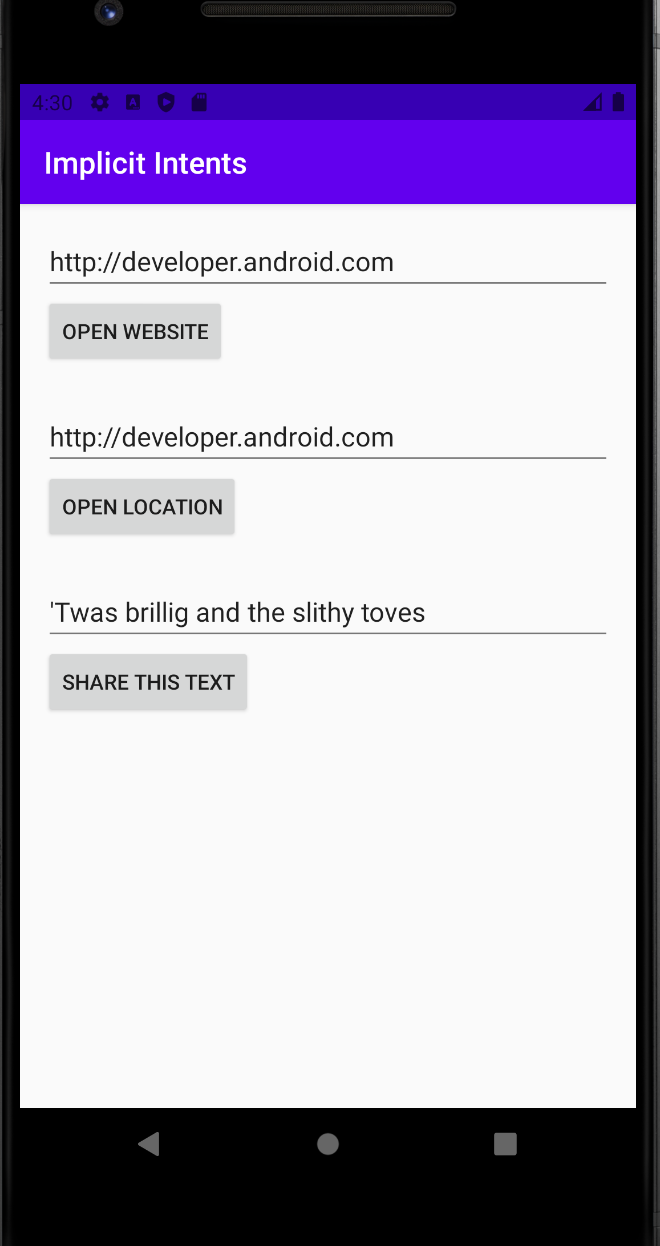 4:30
Implicit Intents
http://developer.android.com
OPEN WEBSITE
http://developer.android.com
OPEN LOCATION
'Twas brillig and the slithy toves
SHARE THIS TEXT